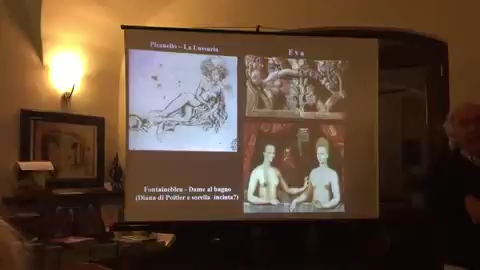 Pisanello – La Lussuria
Eva
Fontainebleu - Dame al bagno
(Diana di Poitier e sorella incinta?)